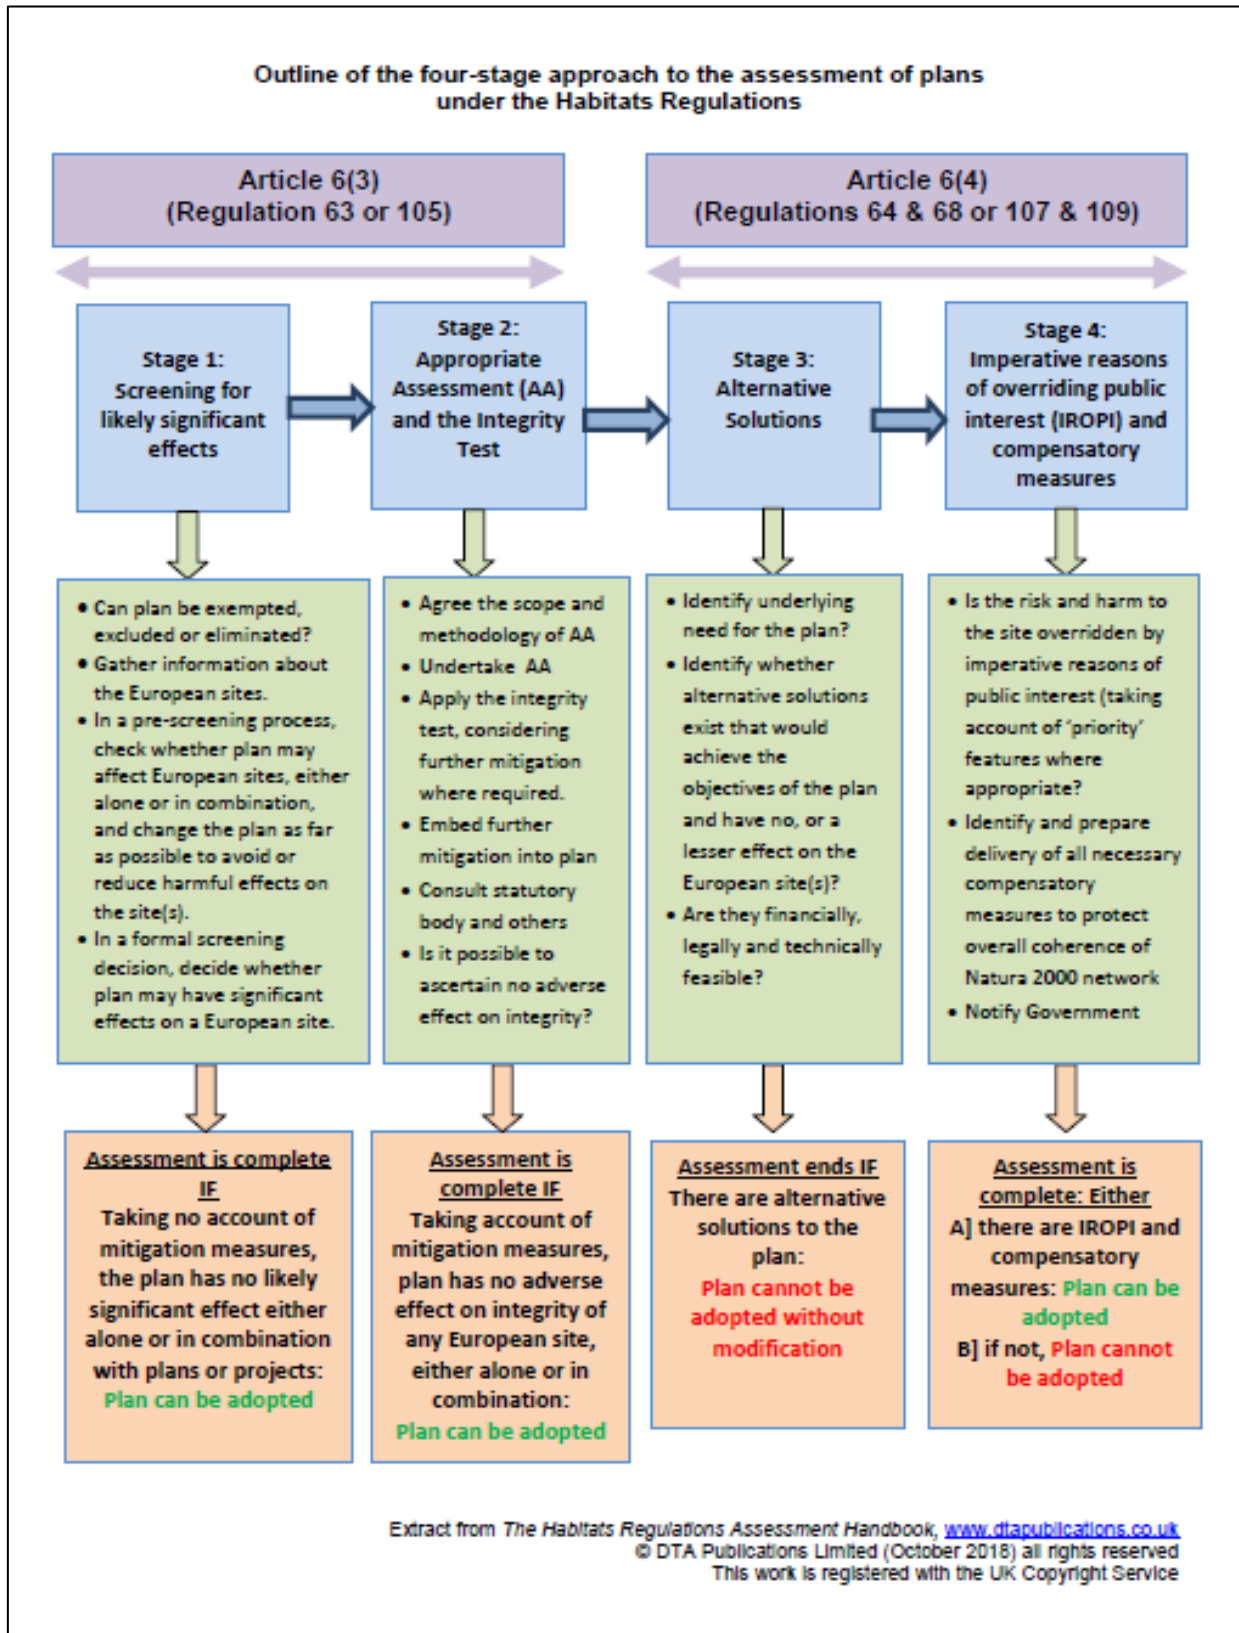 Outline of the four-stage approach to the assessment of plans
under the Habitats Regulations
Article 6(3)
(Regulation 63 or 105)
Article 6(4)
(Regulations 64 & 68 or 107 & 109)
Stage 1:
Screening for
likely significant
effects
Stage 2:
Appropriate
Assessment (AA)
and the Integrity
Test
Stage 3:
Alternative
Solutions
Stage 4:
Imperative reasons
of overriding public
interest (IROPI) and
compensatory
measures
• Can plan be exempted,
excluded or eliminated?
• Gather information about
the European sites.
• In a pre-screening process,
check whether plan may
affect European sites, either
alone or in combination,
and change the plan as far
as possible to avoid or
reduce harmful effects on
the site(s).
• In a formal screening
decision, decide whether
plan may have significant
effects on a European site.
• Agree the scope and
methodology of AA
• Undertake AA
• Apply the integrity
test, considering
further mitigation
where required.
• Embed further
mitigation into plan
• Consult statutory
body and others
• Is it possible to
ascertain no adverse
effect on integrity?
• Identify underlying
need for the plan?
• Identify whether
alternative solutions
exist that would
achieve the
objectives of the plan
and have no, or a
lesser effect on the
European site(s)?
• Are they financially,
legally and technically
feasible?
• Is the risk and harm to
the site overridden by
imperative reasons of
public interest (taking
account of ‘priority’
features where
appropriate?
• Identify and prepare
delivery of all necessary
compensatory
measures to protect
overall coherence of
Natura 2000 network
• Notify Government
Assessment is complete
IF
Taking no account of
mitigation measures,
the plan has no likely
significant effect either
alone or in combination
with plans or projects:
Plan can be adopted
Assessment is
complete IF
Taking account of
mitigation measures,
plan has no adverse
effect on integrity of
any European site,
either alone or in
combination:
Plan can be adopted
Assessment ends IF
There are alternative
solutions to the
plan:
Plan cannot be
adopted without
modification
Assessment is
complete: Either
A] there are IROPI and
compensatory
measures: Plan can be
adopted
B] if not, Plan cannot
be adopted
Extract from The Habitats Regulations Assessment Handbook, www.dtapublications.co.uk
© DTA Publications Limited (October 2018) all rights reserved
This work is registered with the UK Copyright Service